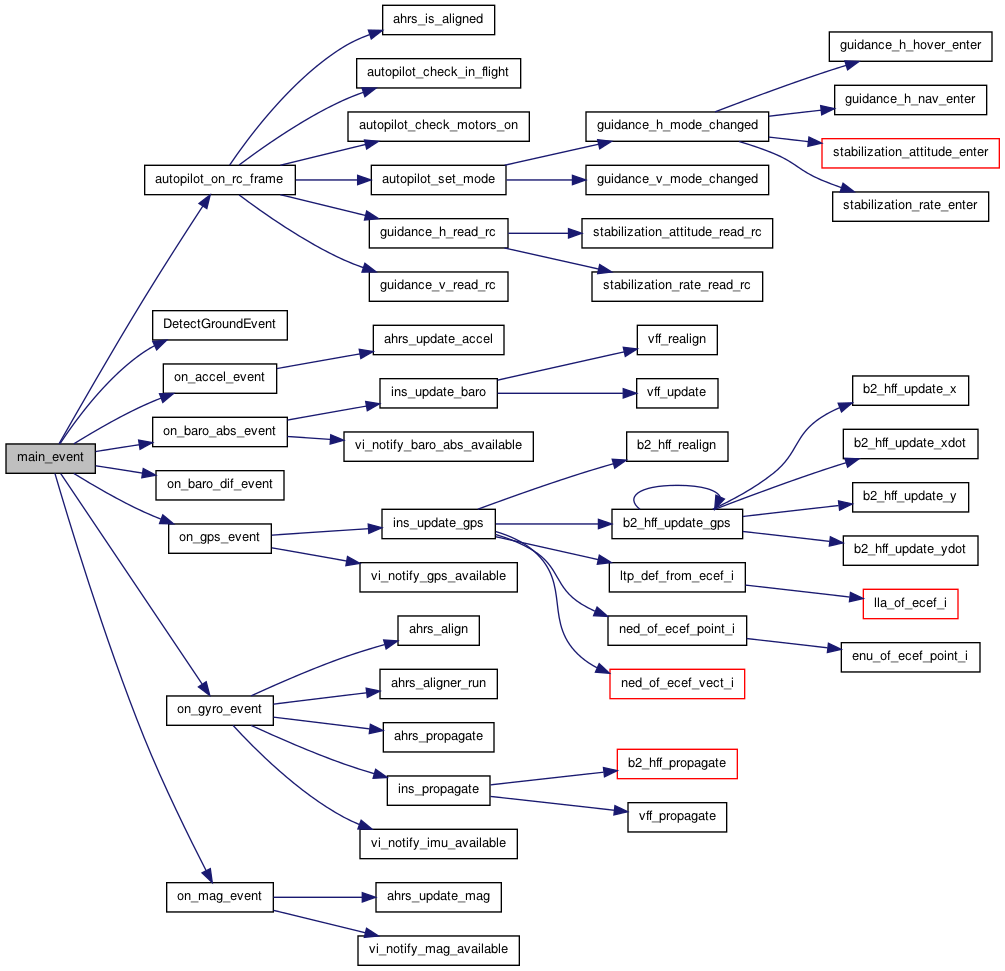 ahrs_is_aligned
guidance_h_hover_enter
autopilot_check_in_flight
guidance_h_nav_enter
autopilot_check_motors_on
guidance_h_mode_changed
stabilization_attitude_enter
autopilot_on_rc_frame
autopilot_set_mode
guidance_v_mode_changed
stabilization_rate_enter
guidance_h_read_rc
stabilization_attitude_read_rc
guidance_v_read_rc
stabilization_rate_read_rc
DetectGroundEvent
ahrs_update_accel
vff_realign
on_accel_event
ins_update_baro
vff_update
b2_hff_update_x
on_baro_abs_event
vi_notify_baro_abs_available
b2_hff_realign
b2_hff_update_xdot
main_event
on_baro_dif_event
b2_hff_update_y
on_gps_event
ins_update_gps
b2_hff_update_gps
b2_hff_update_ydot
vi_notify_gps_available
ltp_def_from_ecef_i
lla_of_ecef_i
ahrs_align
ned_of_ecef_point_i
enu_of_ecef_point_i
ahrs_aligner_run
ned_of_ecef_vect_i
on_gyro_event
ahrs_propagate
ins_propagate
b2_hff_propagate
vff_propagate
vi_notify_imu_available
on_mag_event
ahrs_update_mag
vi_notify_mag_available